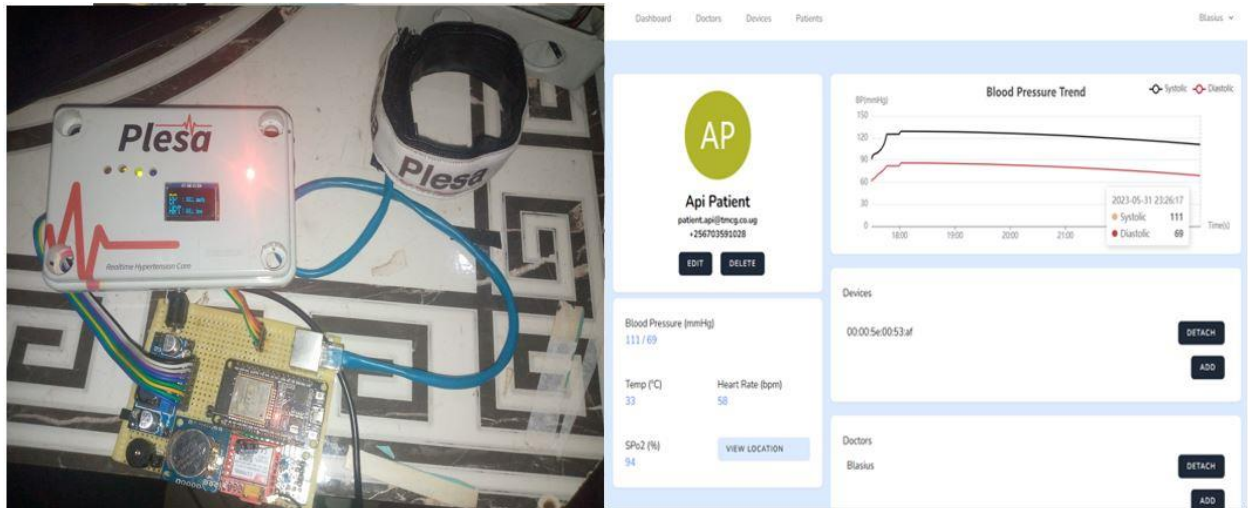 Plesa
Realtime Hypertension Care
Plesa
Dashboard Doctors Devices Patients Blasius
AP
Api Patient
patient.api@tmcg.co.ug
+256703591028
EDIT DELETE
Blood Pressure (mmHg)
111 / 69
Temp (°C) Heart Rate (bpm)
33 58
SPo2 (%) VIEW LOCATION
94
Blood Pressure Trend
Systolic Diastolic
BP(mmHg)
150
120
90
60
30
0
18:00 19:00 20:00 21:00
Time(s)
2023-05-31 23:26:17
Systolic 111
Diastolic 69
Devices
00:00:5e:00:53:af
DETACH
ADD
Doctors
Blasius
DETACH
ADD